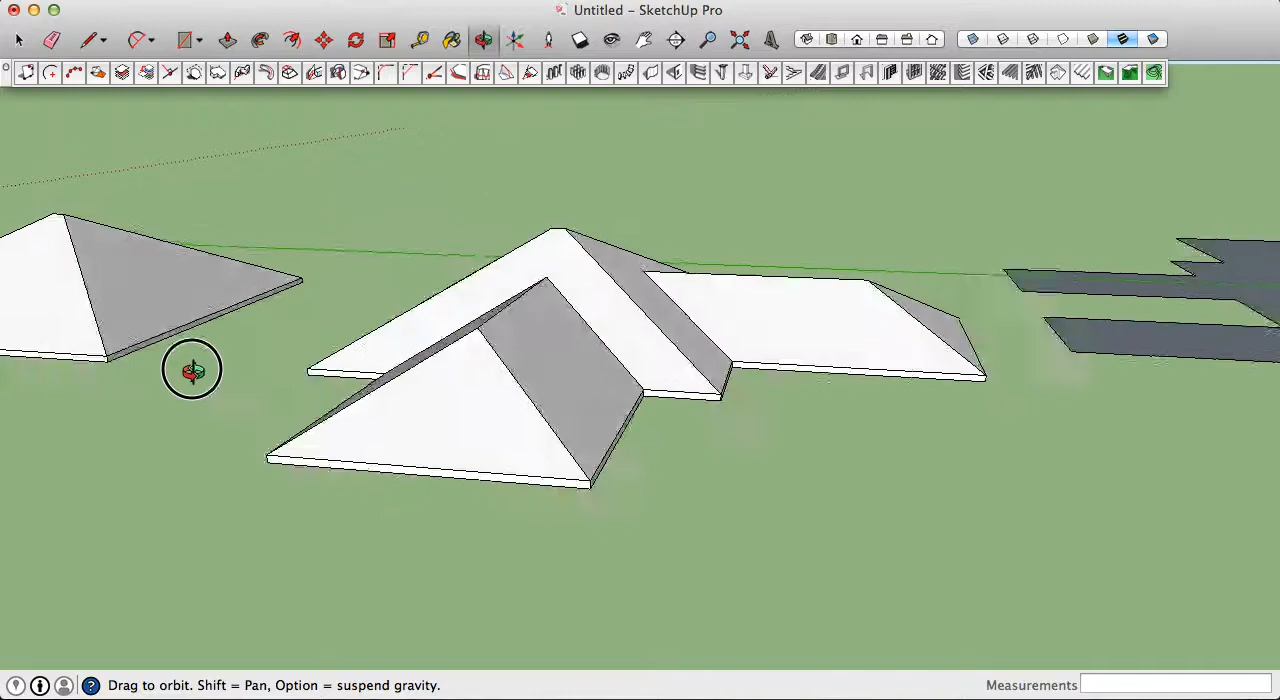 Untitled - SketchUp Pro
Drag to orbit. Shift = Pan, Option = suspend gravity.
Measurements